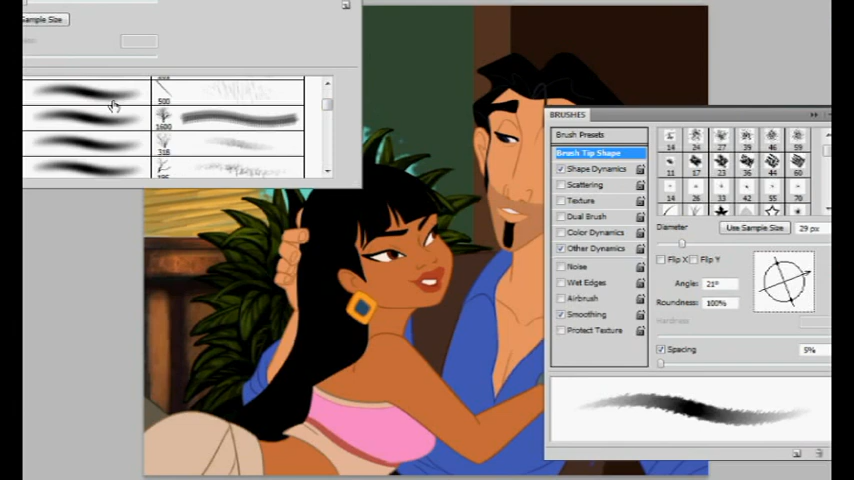 Sample Size
500
1600
318
BRUSHES
Brush Presets
Brush Tip Shape
Shape Dynamics
Scattering
Texture
Dual Brush
Color Dynamics
Other Dynamics
Noise
Wet Edges
Airbrush
Smoothing
Protect Texture
14 24 27 39 46 59
11 17 23 36 44 60
14 26 33 42 55 70
Diameter
Use Sample Size
29 px
Flip X Flip Y
Angle: 21°
Roundness: 100%
Hardness
Spacing 5%